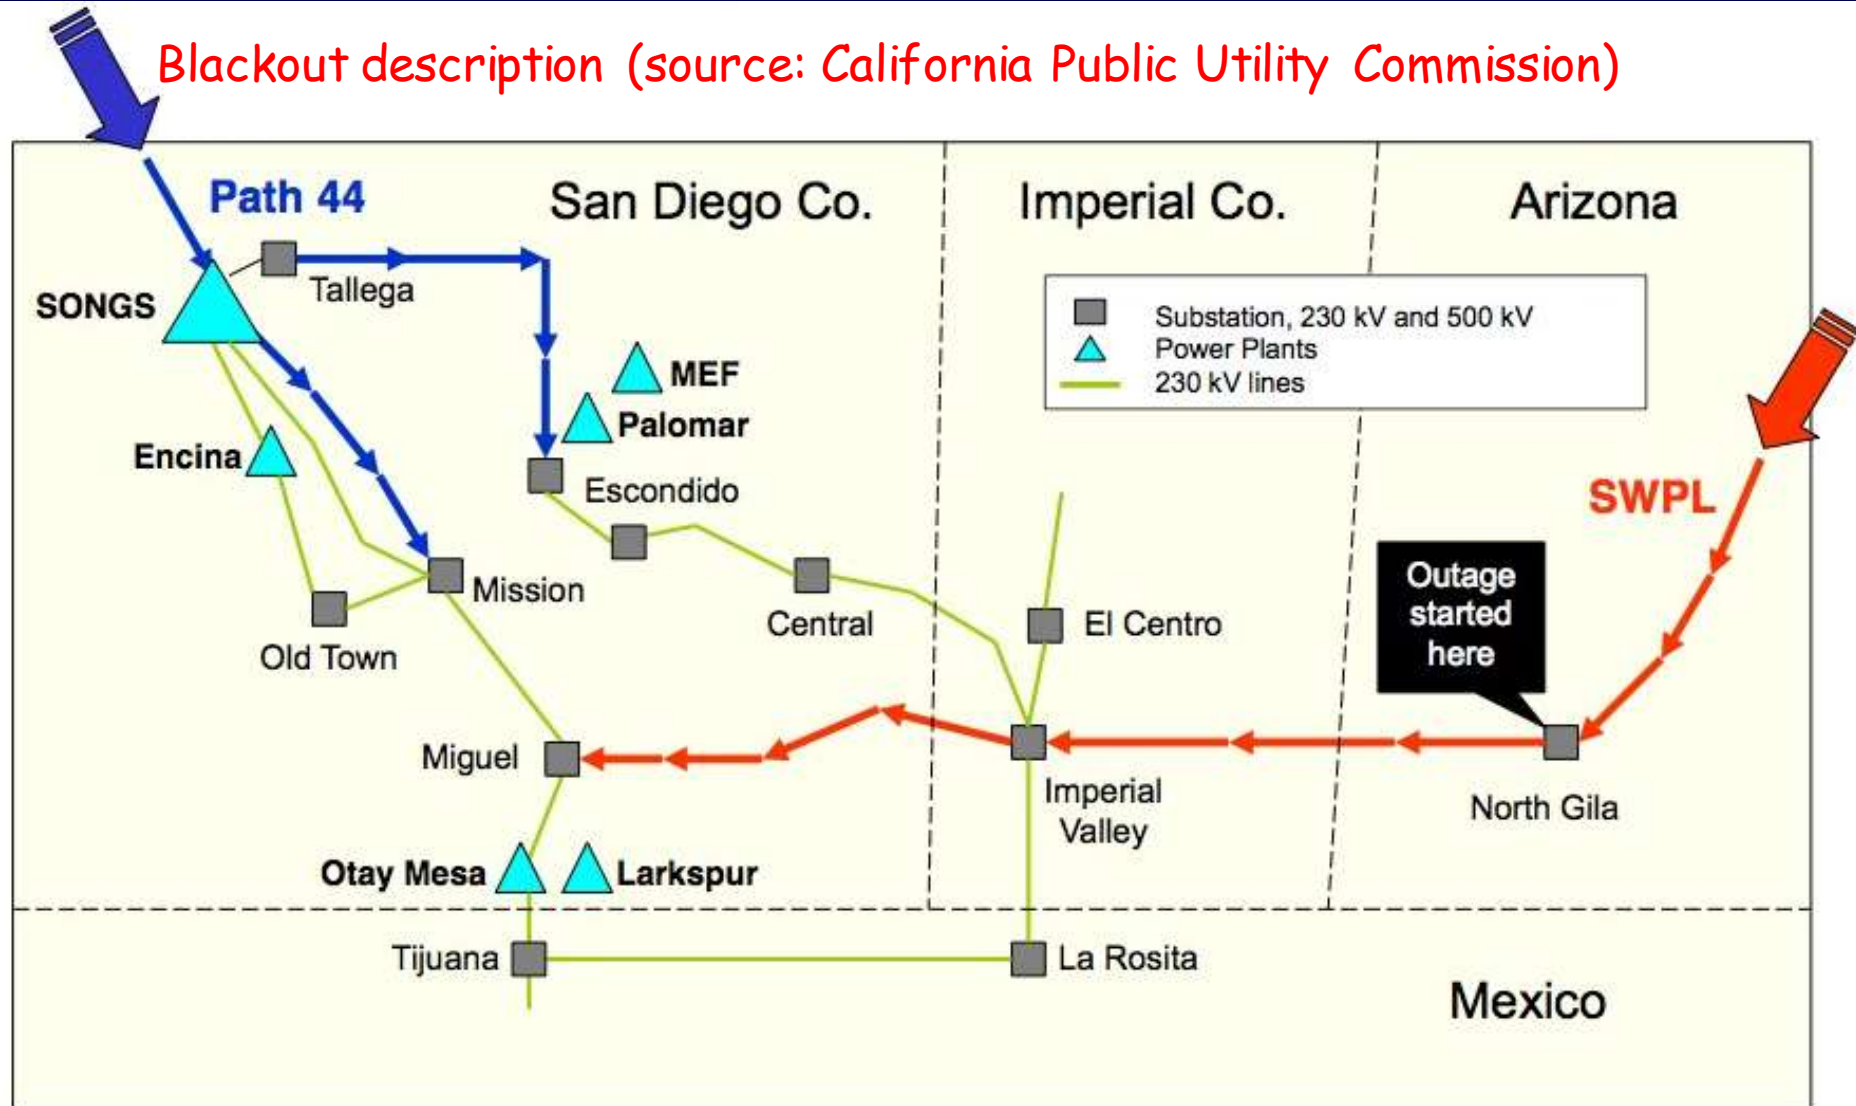 Blackout description (source: California Public Utility Commission)
Path 44
San Diego Co.
Imperial Co.
Arizona
Tallega
SONGS
Substation, 230 kV and 500 kV
Power Plants
230 kV lines
MEF
Palomar
Encina
Escondido
SWPL
Outage
started
here
Mission
Central
El Centro
Old Town
Miguel
Imperial
Valley
North Gila
Otay Mesa
Larkspur
Tijuana
La Rosita
Mexico